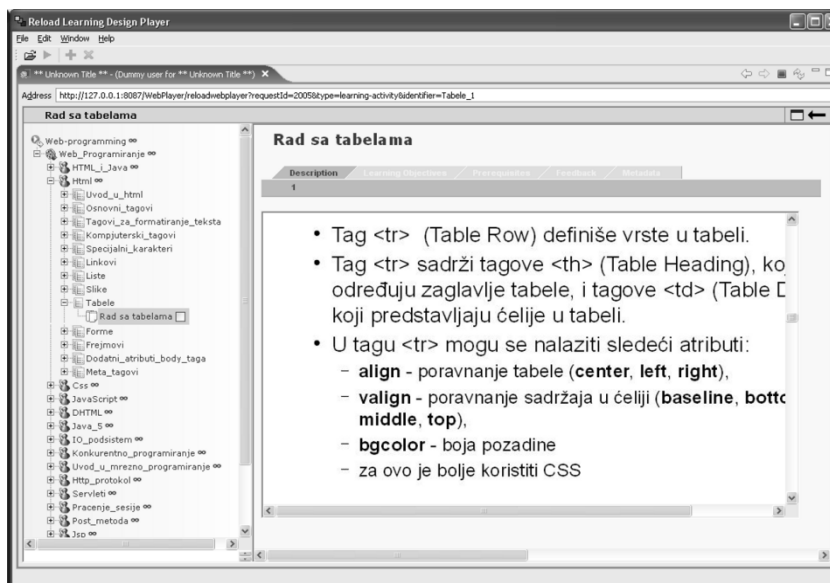 Reload Learning Design Player
File Edit Window Help
** Unknown Title ** - (Dummy user for ** Unknown Title **)
Address http://127.0.0.1:8087/WebPlayer/reloadwebplayer?requestId=2005&type=learning-activity&identifier=Tabele_1
Rad sa tabelama
Web-programming
Web_Programiranje
HTML_i_Java
Html
Uvod_u_html
Osnovni_tagovi
Tagovi_za_formatiranje_teksta
Kompjuterski_tagovi
Specijalni_karakteri
Linkovi
Liste
Slike
Tabele
Rad sa tabelama
Forme
Frejmovi
Dodatni_atributi_body_taga
Meta_tagovi
Css
JavaScript
DHTML
Java_5
IO_podsistem
Konkurentno_programiranje
Uvod_u_mrezno_programiranje
Http_protokol
Servleti
Pracenje_sesije
Post_metoda
Jsp
Rad sa tabelama
Description Learning Objectives Prerequisites Feedback Metadata
1
• Tag <tr> (Table Row) definiše vrste u tabeli.
• Tag <tr> sadrži tagove <th> (Table Heading), ko
određuju zaglavlje tabele, i tagove <td> (Table D
koji predstavljaju ćelije u tabeli.
• U tagu <tr> mogu se nalaziti sledeći atributi:
– align - poravnanje tabele (center, left, right),
– valign - poravnanje sadržaja u ćeliji (baseline, botto
middle, top),
– bgcolor - boja pozadine
– za ovo je bolje koristiti CSS